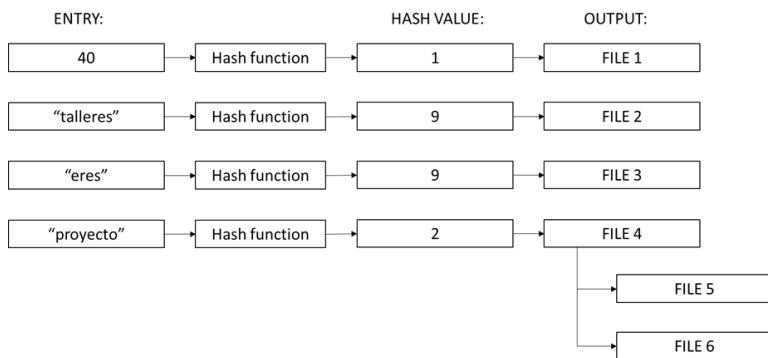 ENTRY: HASH VALUE: OUTPUT:
40 Hash function 1 FILE 1
“talleres” Hash function 9 FILE 2
“eres” Hash function 9 FILE 3
“proyecto” Hash function 2 FILE 4
FILE 5
FILE 6